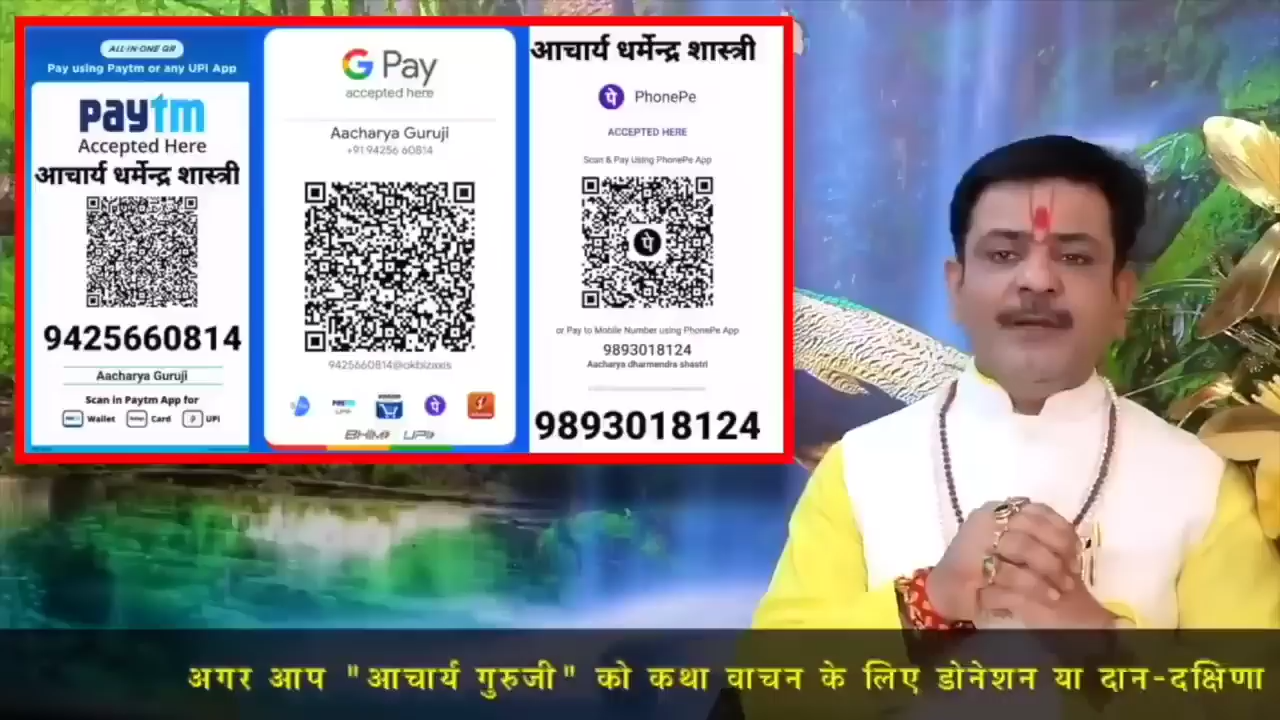 ALL-IN-ONE QR
Pay using Paytm or any UPI App
paytm
Accepted Here
आचार्य धर्मेन्द्र शास्त्री
9425660814
Aacharya Guruji
Scan in Paytm App for
Wallet Card UPI
G Pay
accepted here
Aacharya Guruji
+91 94256 60814
9425660814@okbizaxis
BHIM UPI
आचार्य धर्मेन्द्र शास्त्री
पे PhonePe
ACCEPTED HERE
Scan & Pay Using PhonePe App
पे
or Pay to Mobile Number using PhonePe App
9893018124
Aacharya dharmendra shastri
9893018124
अगर आप "आचार्य गुरुजी" को कथा वाचन के लिए डोनेशन या दान-दक्षिणा